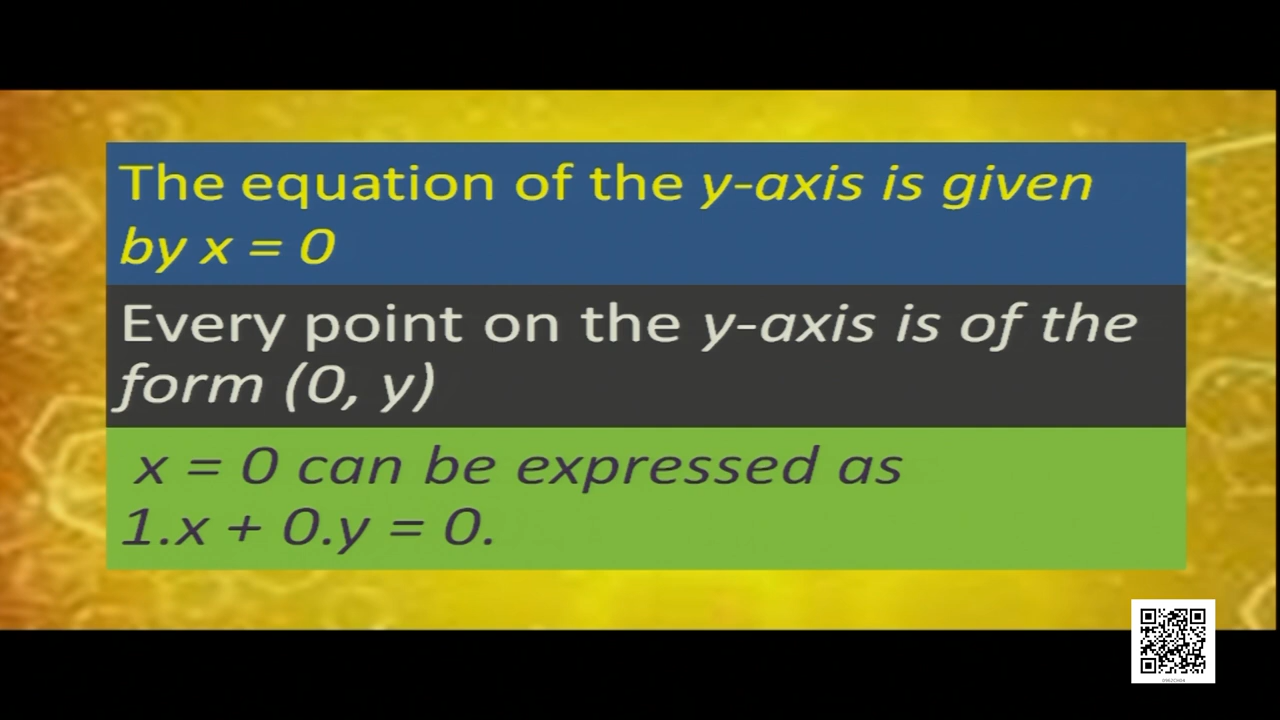 The equation of the y-axis is given
by x = 0
Every point on the y-axis is of the
form (0, y)
x = 0 can be expressed as
1.x + 0.y = 0.